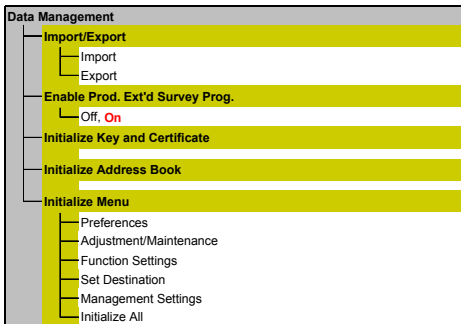 Data Management
Import/Export
Import
Export
Enable Prod. Ext'd Survey Prog.
Off, On
Initialize Key and Certificate
Initialize Address Book
Initialize Menu
Preferences
Adjustment/Maintenance
Function Settings
Set Destination
Management Settings
Initialize All